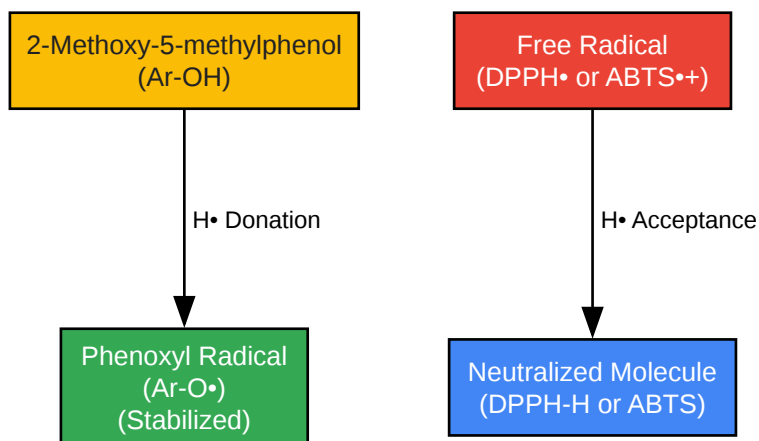 2-Methoxy-5-methylphenol
(Ar-OH)
Free Radical
(DPPH• or ABTS•+)
H• Donation
H• Acceptance
Phenoxyl Radical
(Ar-O•)
(Stabilized)
Neutralized Molecule
(DPPH-H or ABTS)